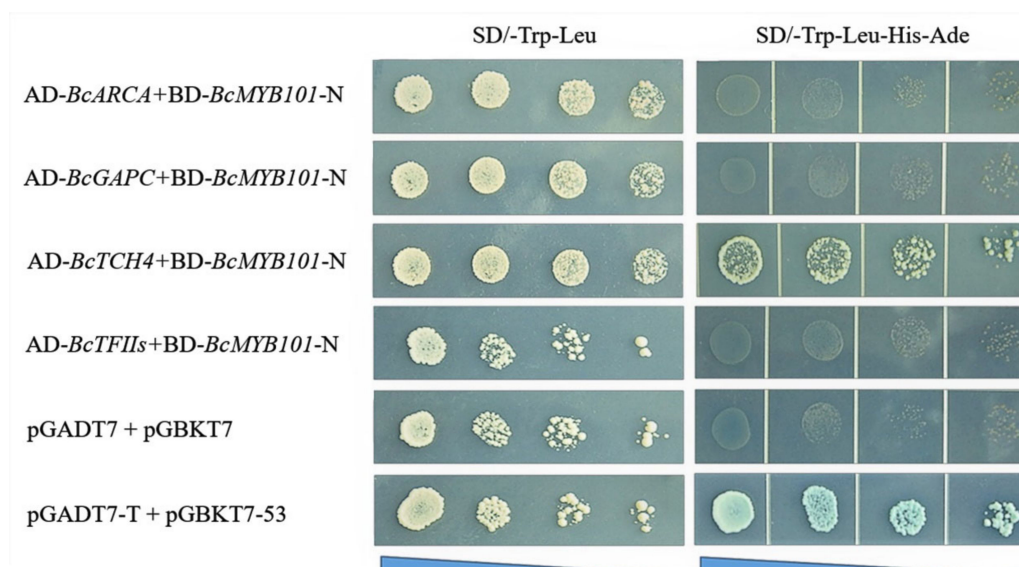 SD/-Trp-Leu SD/-Trp-Leu-His-Ade
AD-BcARCA+BD-BcMYB101-N
AD-BcGAPC+BD-BcMYB101-N
AD-BcTCH4+BD-BcMYB101-N
AD-BcTFIIs+BD-BcMYB101-N
pGADT7 + pGBKT7
pGADT7-T + pGBKT7-53